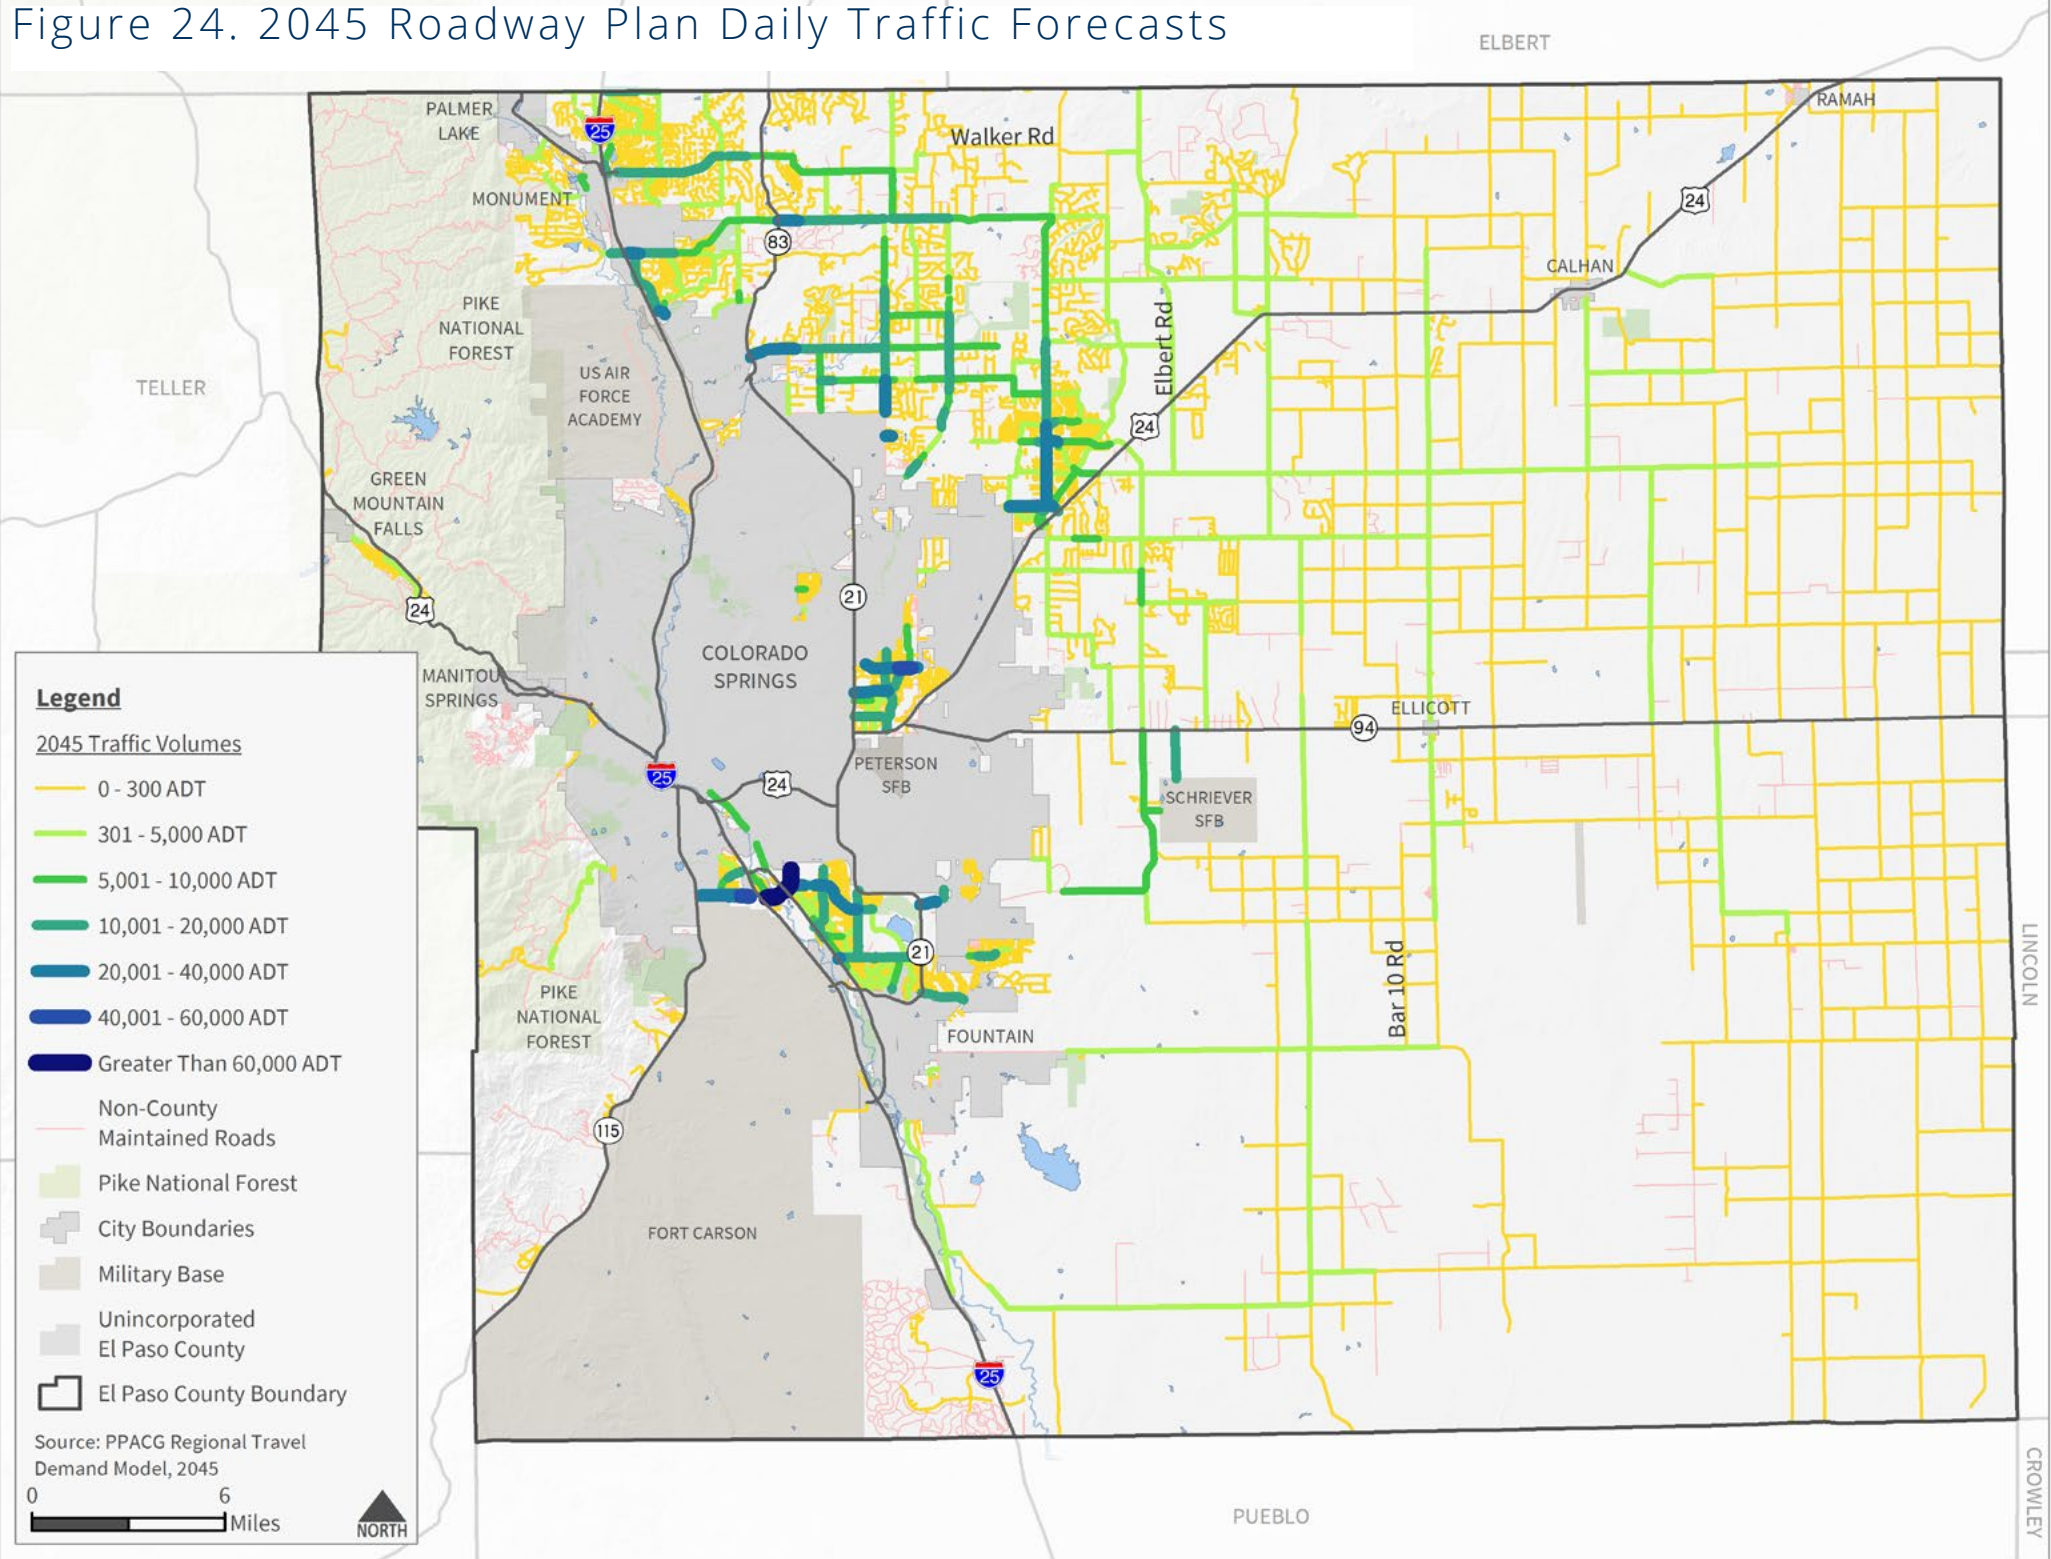 Figure 24. 2045 Roadway Plan Daily Traffic Forecasts
ELBERT
PALMER
LAKE
25
Walker Rd
RAMAH
MONUMENT
24
83
CALHAN
PIKE
NATIONAL
FOREST
US AIR
FORCE
ACADEMY
TELLER
Elbert Rd
24
GREEN
MOUNTAIN
FALLS
24
21
COLORADO
SPRINGS
MANITOU
SPRINGS
ELLICOTT
94
25
24
PETERSON
SFB
SCHRIEVER
SFB
21
Bar 10 Rd
LINCOLN
PIKE
NATIONAL
FOREST
FOUNTAIN
115
FORT CARSON
25
PUEBLO
CROWLEY
Legend
2045 Traffic Volumes
0 - 300 ADT
301 - 5,000 ADT
5,001 - 10,000 ADT
10,001 - 20,000 ADT
20,001 - 40,000 ADT
40,001 - 60,000 ADT
Greater Than 60,000 ADT
Non-County
Maintained Roads
Pike National Forest
City Boundaries
Military Base
Unincorporated
El Paso County
El Paso County Boundary
Source: PPACG Regional Travel
Demand Model, 2045
0 6
Miles
NORTH